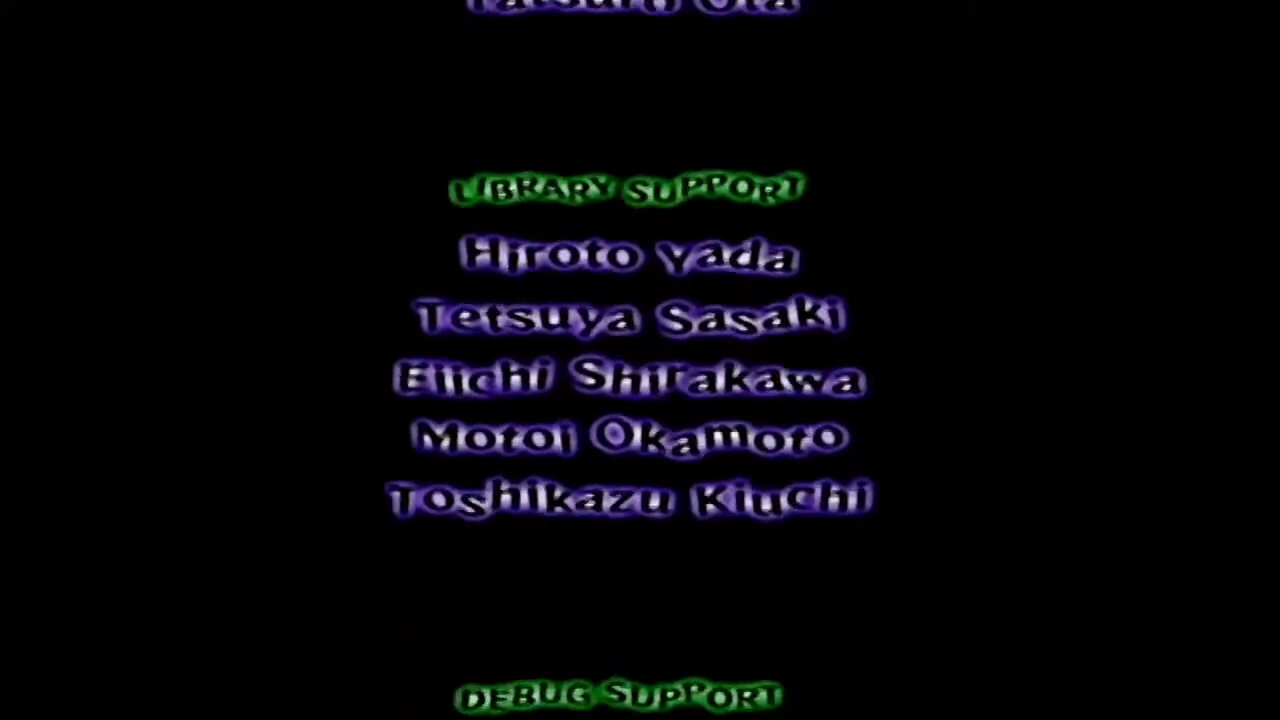 LIBRARY SUPPORT
Hiroto Yada
Tetsuya Sasaki
Eiichi Shirakawa
Motoi Okamoto
Toshikazu Kiuchi
DEBUG SUPPORT